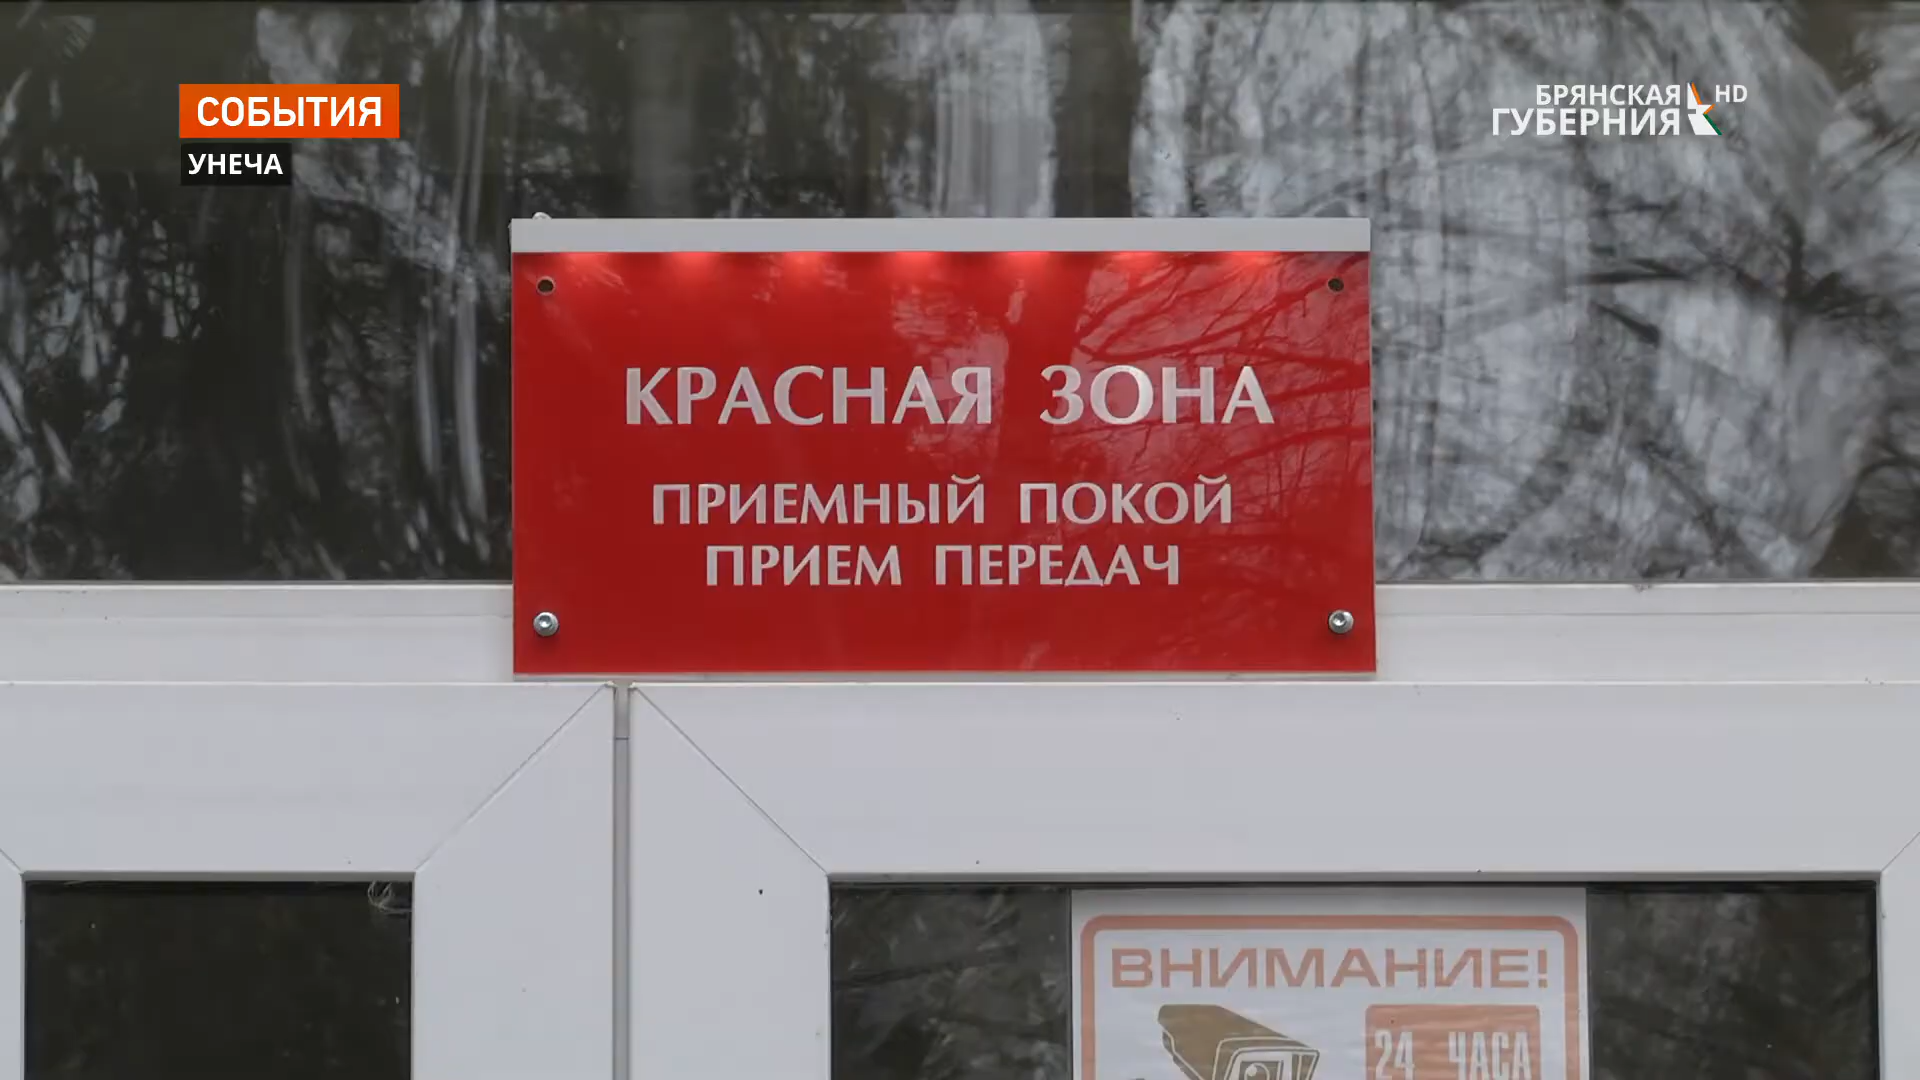 СОБЫТИЯ
УНЕЧА
БРЯНСКАЯ HD
ГУБЕРНИЯ
КРАСНАЯ ЗОНА
ПРИЕМНЫЙ ПОКОЙ
ПРИЕМ ПЕРЕДАЧ
ВНИМАНИЕ!
24 ЧАСА